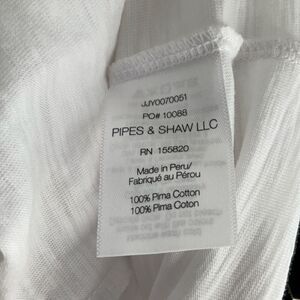 JJY0070051
PO# 10088
PIPES & SHAW LLC
RN 155820
Made in Peru/
Fabriqué au Pérou
100% Pima Cotton
100% Pima Cotton